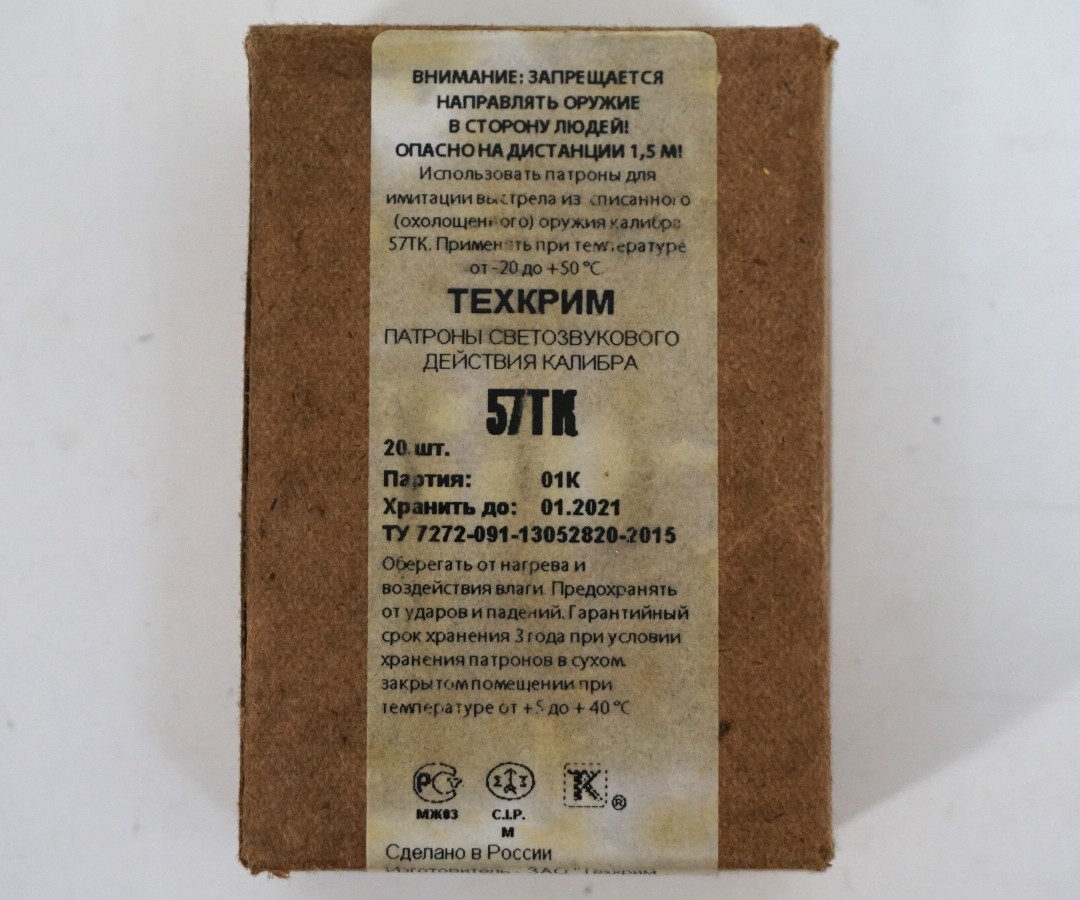 ВНИМАНИЕ: ЗАПРЕЩАЕТСЯ
НАПРАВЛЯТЬ ОРУЖИЕ
В СТОРОНУ ЛЮДЕЙ!
ОПАСНО НА ДИСТАНЦИИ 1,5 М!
Использовать патроны для
имитации выстрела из списанного
(охолощенного) оружия калибра
57ТК. Применять при температуре
от -20 до +50 °С
ТЕХКРИМ
ПАТРОНЫ СВЕТОЗВУКОВОГО
ДЕЙСТВИЯ КАЛИБРА
57ТК
20 шт.
Партия: 01К
Хранить до: 01.2021
ТУ 7272-091-13052820-2015
Оберегать от нагрева и
воздействия влаги. Предохранять
от ударов и падений. Гарантийный
срок хранения 3 года при условии
хранения патронов в сухом,
закрытом помещении при
температуре от +5 до + 40 °С
РСТ К ®
МЖ03 C.I.P.
М
Сделано в России
Изготовитель - ЗАО "Техкрим